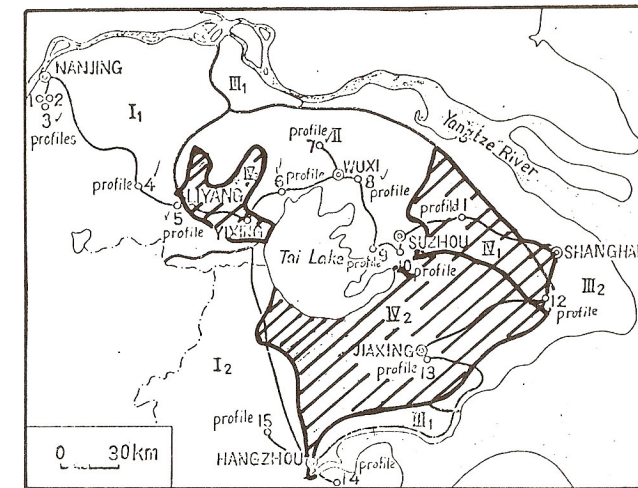 NANJING
III₁
I₁
1 2
3 ✓
profiles
Yangtze River
profile 4 ✓
LIYANG
✓5
profile
YIXING
✓
6 profile
profile
7 ✓ II
WUXI
8 ✓
profile
profile
9
10 profile
Tai Lake
SUZHOU
IV₁
SHANGHAI
III₂
12
profile
IV₂
JIAXING
profile 13
III₁
I₂
profile 15
HANGZHOU
14
profile
0 30km